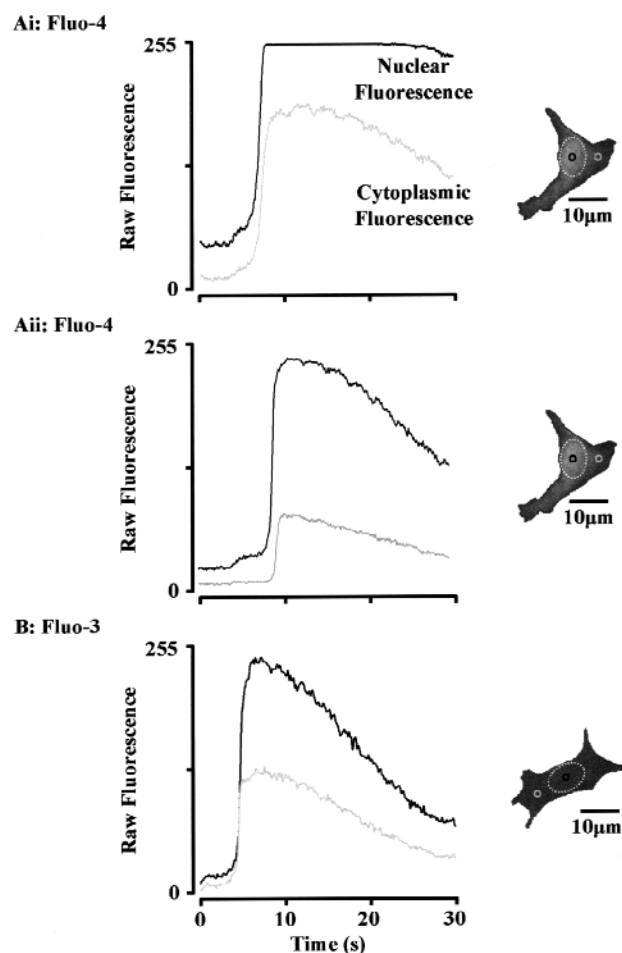 Ai: Fluo-4
255
Nuclear
Fluorescence
Raw Fluorescence
Cytoplasmic
Fluorescence
10µm
0
Aii: Fluo-4
255
Raw Fluorescence
10µm
0
B: Fluo-3
255
Raw Fluorescence
10µm
0
0 10 20 30
Time (s)